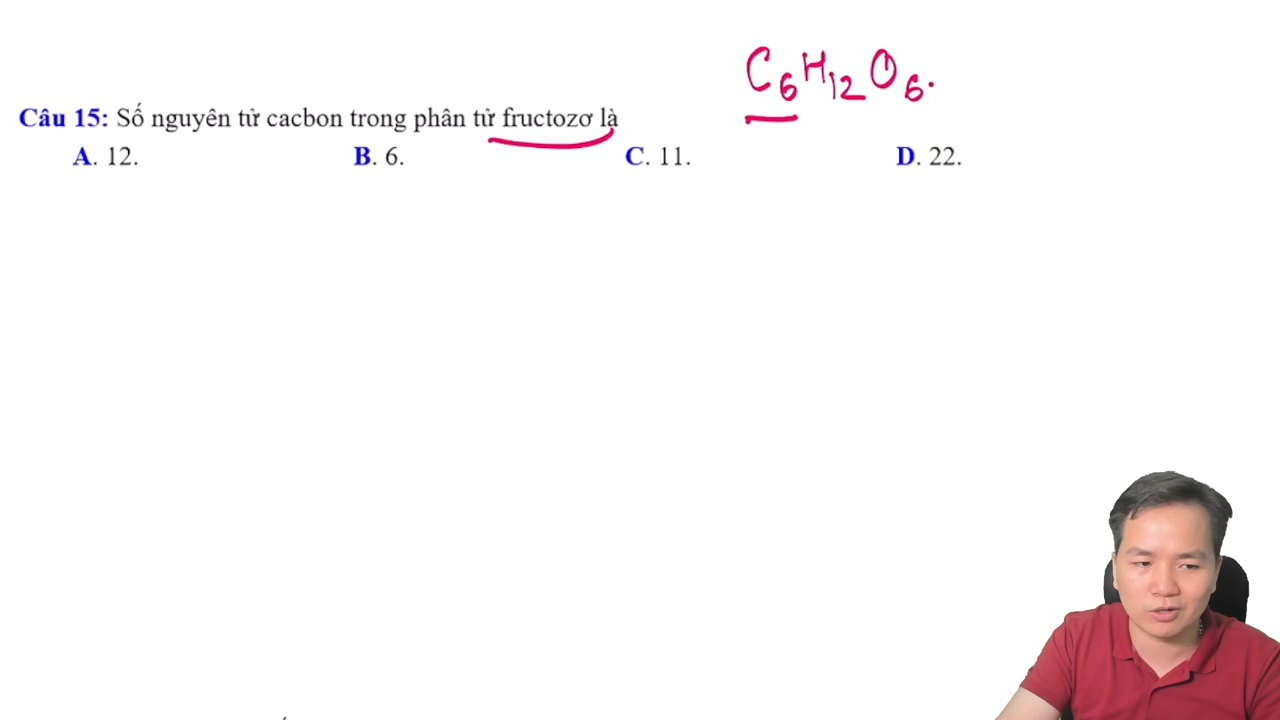 C6H12O6.
Câu 15: Số nguyên tử cacbon trong phân tử fructozơ là
A. 12. B. 6. C. 11. D. 22.